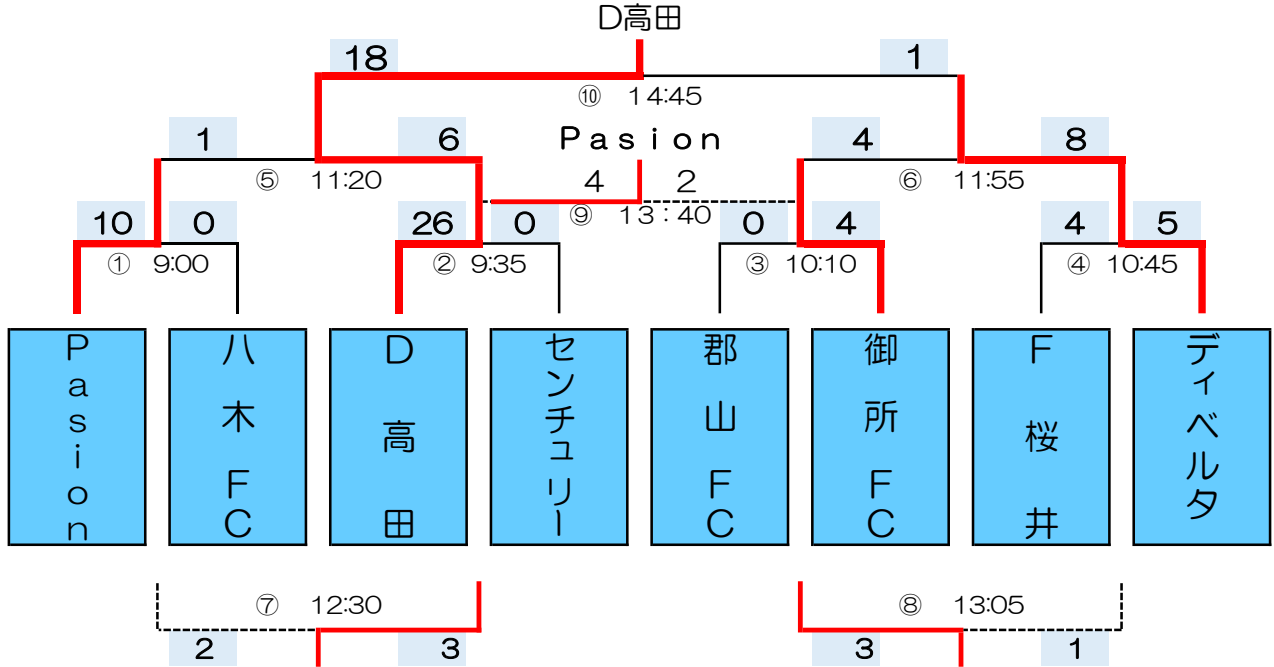 D高田
18 1
⑩ 14:45
1 6 Pasion 4 8
⑤ 11:20 4 2 ⑥ 11:55
⑨ 13:40
10 0 26 0 0 4 4 5
① 9:00 ② 9:35 ③ 10:10 ④ 10:45
Pasion
八木FC
D高田
センチュリー
郡山FC
御所FC
F桜井
ディベルタ
⑦ 12:30 ⑧ 13:05
2 3 3 1